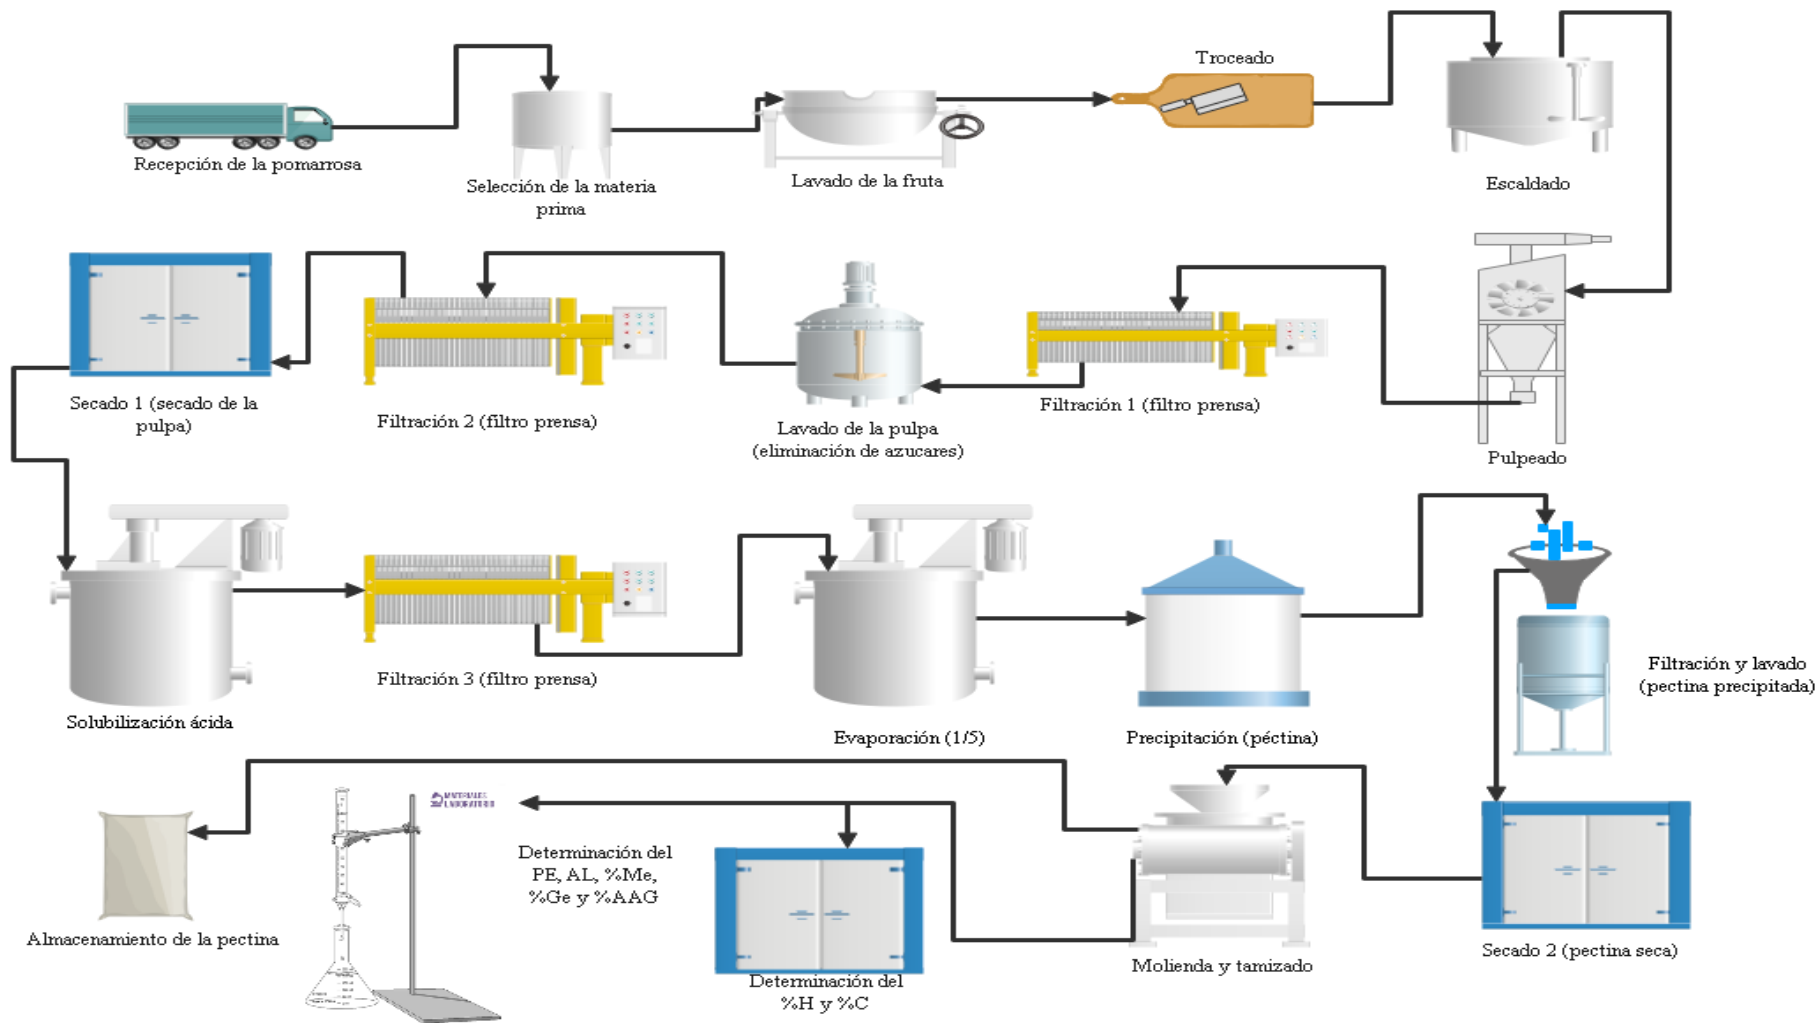 Troceado
Recepción de la pomarrosa
Selección de la materia
prima
Lavado de la fruta
Escaldado
Secado 1 (secado de la
pulpa)
Filtración 2 (filtro prensa)
Lavado de la pulpa
(eliminación de azucares)
Filtración 1 (filtro prensa)
Pulpeado
Solubilización ácida
Filtración 3 (filtro prensa)
Evaporación (1/5)
Precipitación (péctina)
Filtración y lavado
(pectina precipitada)
Almacenamiento de la pectina
MATERIALES
LABORATORIO
Determinación del
PE, AL, %Me,
%Ge y %AAG
Determinación del
%H y %C
Molienda y tamizado
Secado 2 (pectina seca)